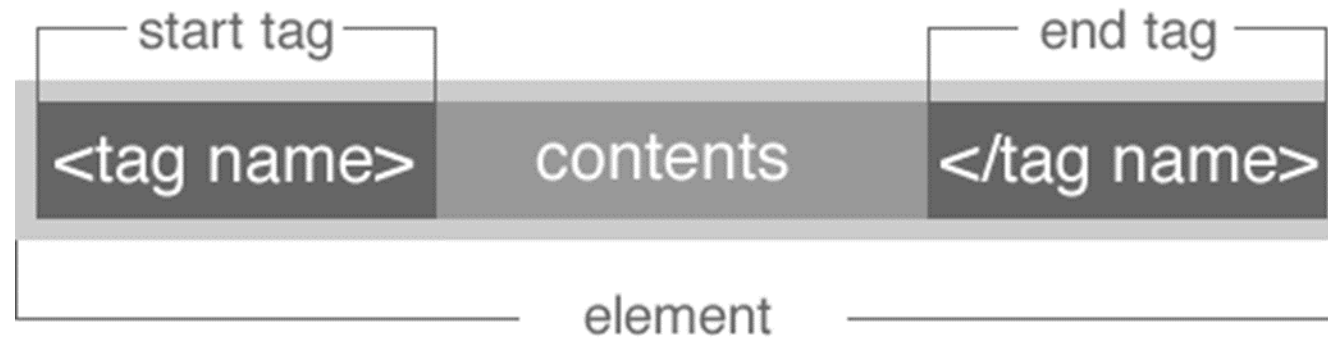 start tag end tag
<tag name> contents </tag name>
element